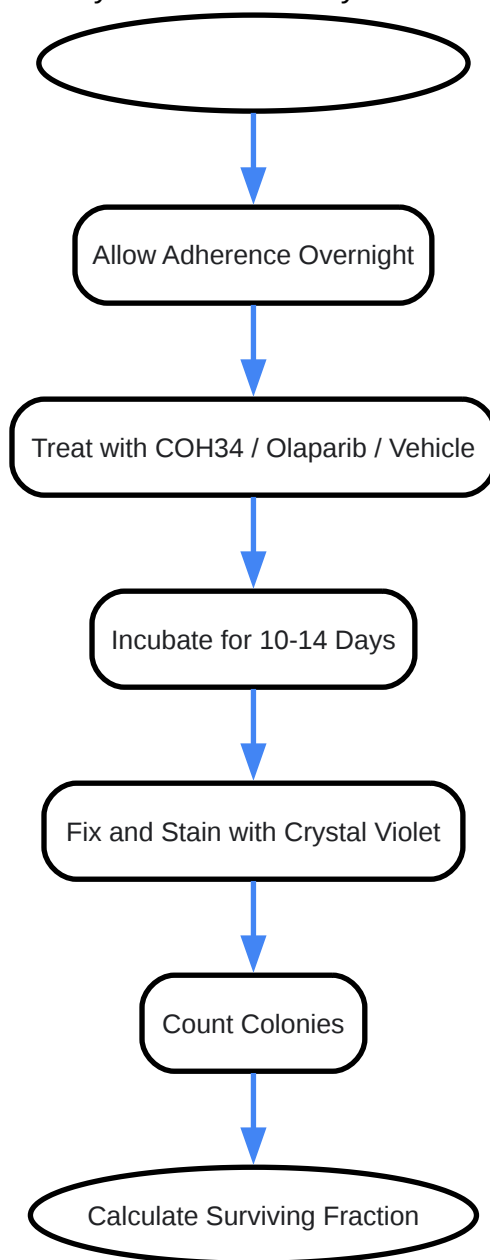 Allow Adherence Overnight
Treat with COH34 / Olaparib / Vehicle
Incubate for 10-14 Days
Fix and Stain with Crystal Violet
Count Colonies
Calculate Surviving Fraction